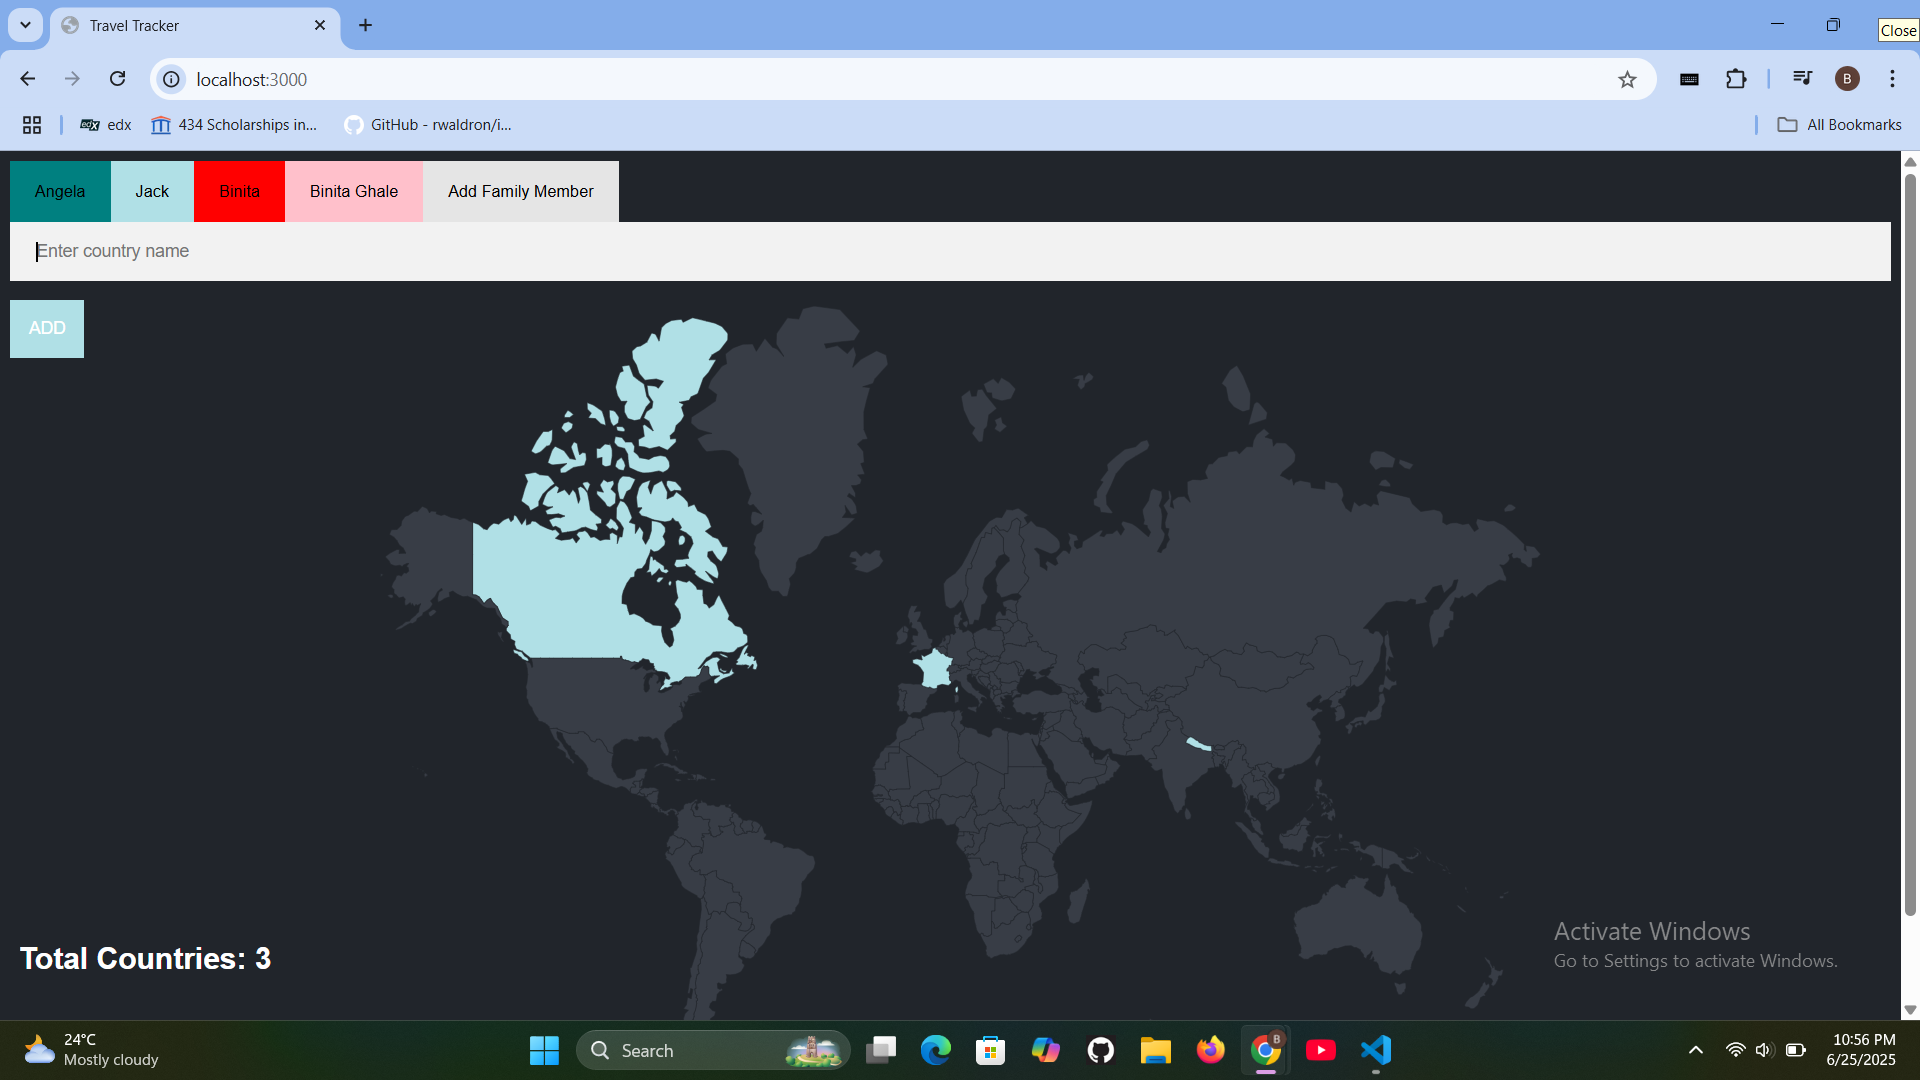 Travel Tracker
Close
localhost:3000
B
edx
434 Scholarships in...
GitHub - rwaldron/i...
All Bookmarks
Angela
Jack
Binita
Binita Ghale
Add Family Member
Enter country name
ADD
Total Countries: 3
Activate Windows
Go to Settings to activate Windows.
24°C
Mostly cloudy
Search
B
10:56 PM
6/25/2025